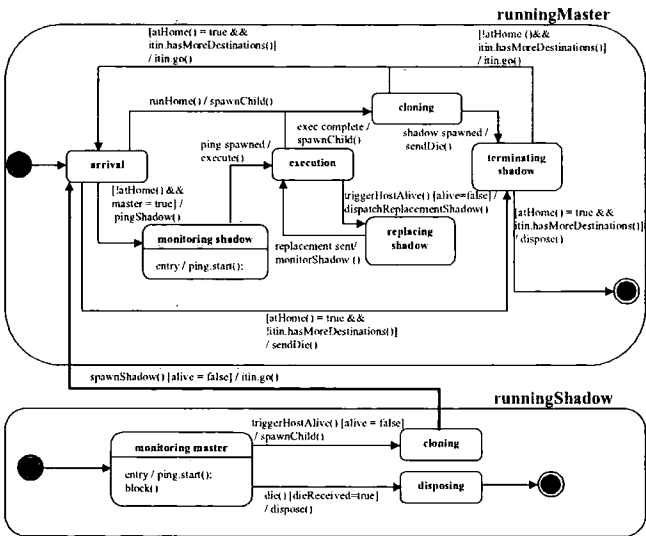 runningMaster
[atHome() = true &&
itin.hasMoreDestinations()]
/ itin.go()
[!atHome ()&&
itin.hasMoreDestinations()]
/itin.go()
runHome() / spawnChild()
cloning
ping spawned /
execute()
exec complete /
spawnChild()
shadow spawned /
sendDie()
arrival
execution
terminating
shadow
[!atHome() &&
master = true] /
pingShadow()
triggerHostAlive() [alive=false] /
dispatchReplacementShadow()
[atHome() = true &&
!itin.hasMoreDestinations()]
/ dispose()
monitoring shadow
entry / ping.start();
replacement sent/
monitorShadow ()
replacing
shadow
[atHome() = true &&
!itin.hasMoreDestinations()]
/ sendDie()
spawnShadow() [alive = false] / itin.go()
runningShadow
triggerHostAlive() [alive = false]
/ spawnChild()
monitoring master
cloning
entry / ping.start();
block()
disposing
die() [dieReceived=true]
/ dispose()